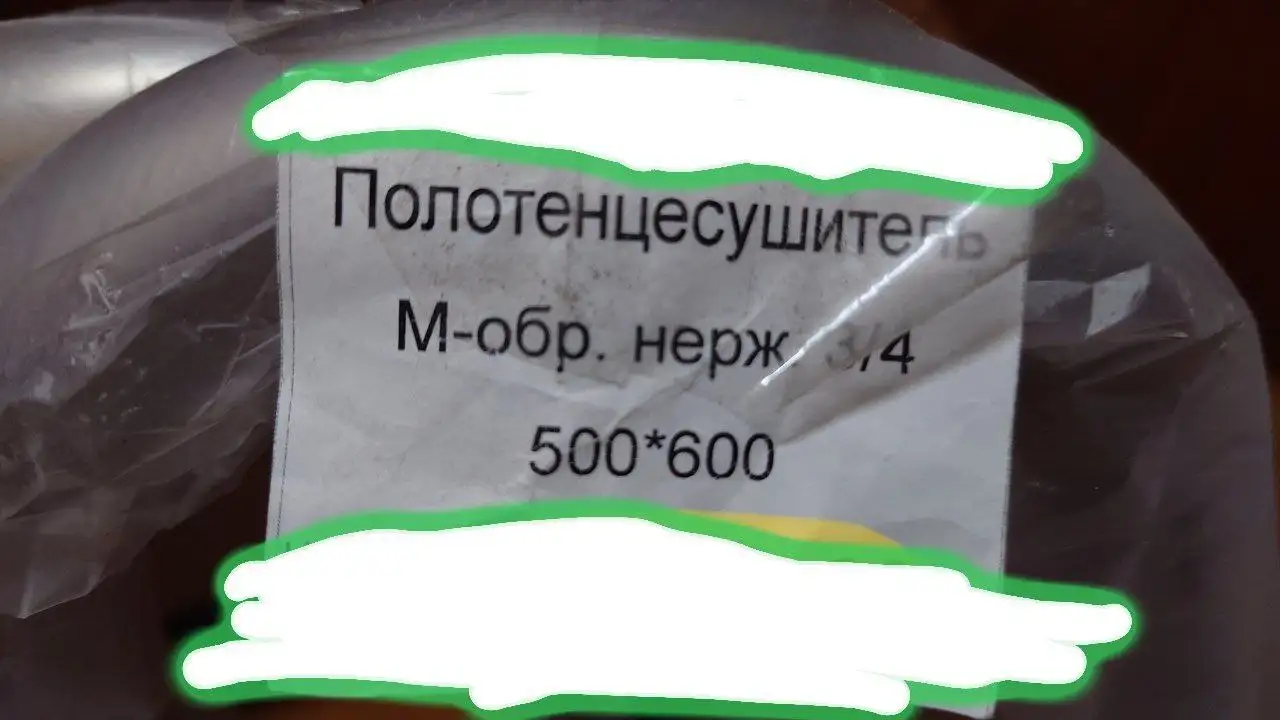 Полотенцесушитель
М-обр. нерж. 3/4
500*600